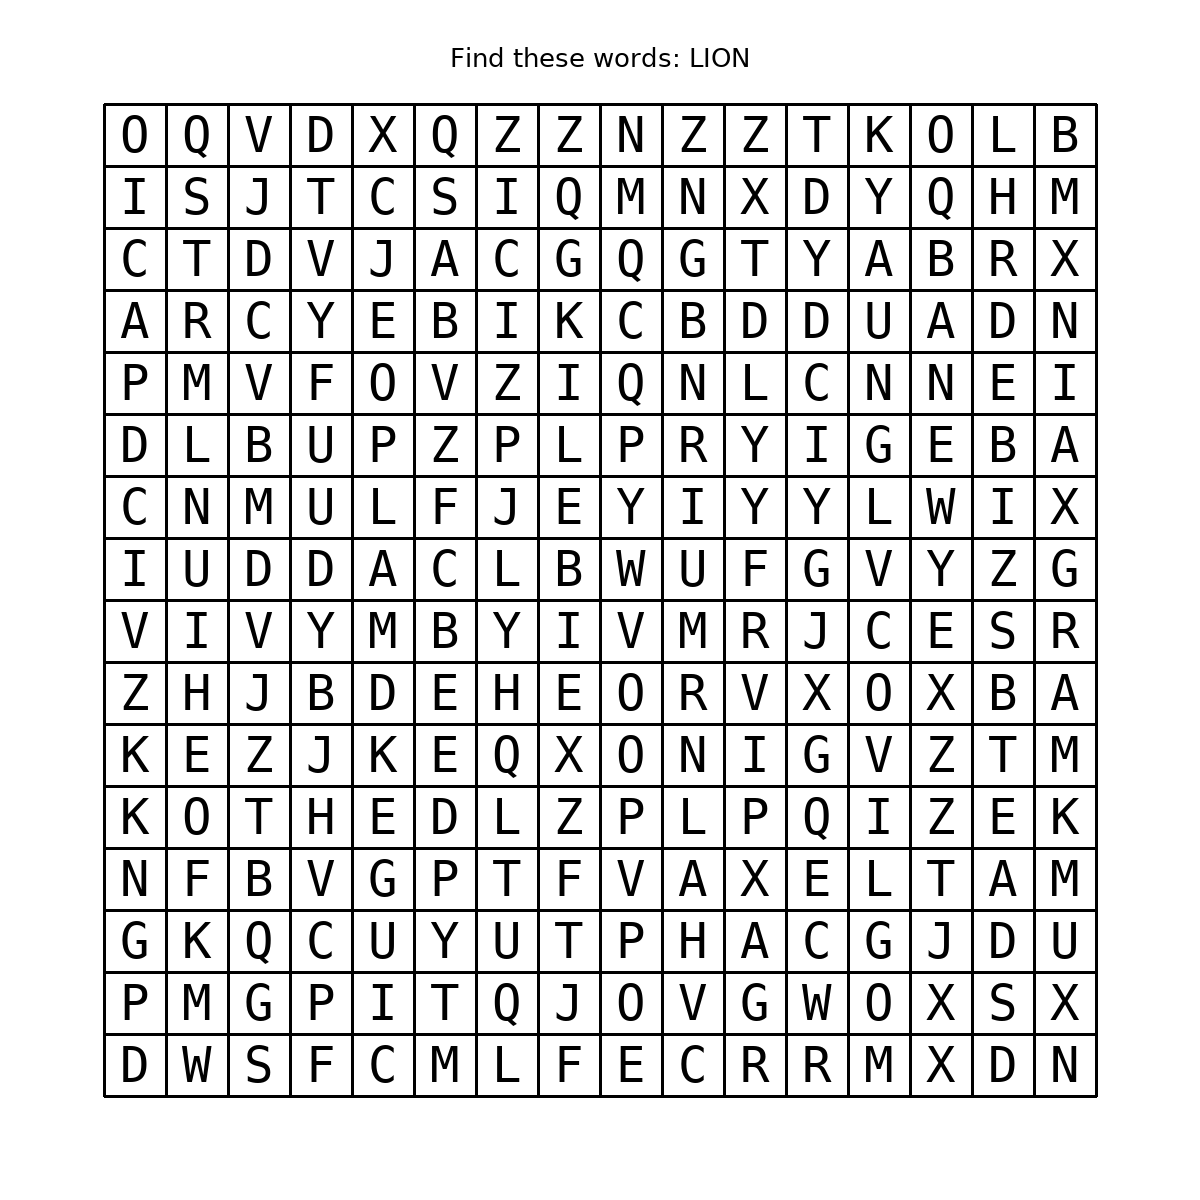 Find these words: LION
O Q V D X Q Z Z N Z Z T K O L B
I S J T C S I Q M N X D Y Q H M
C T D V J A C G Q G T Y A B R X
A R C Y E B I K C B D D U A D N
P M V F O V Z I Q N L C N N E I
D L B U P Z P L P R Y I G E B A
C N M U L F J E Y I Y Y L W I X
I U D D A C L B W U F G V Y Z G
V I V Y M B Y I V M R J C E S R
Z H J B D E H E O R V X O X B A
K E Z J K E Q X O N I G V Z T M
K O T H E D L Z P L P Q I Z E K
N F B V G P T F V A X E L T A M
G K Q C U Y U T P H A C G J D U
P M G P I T Q J O V G W O X S X
D W S F C M L F E C R R M X D N